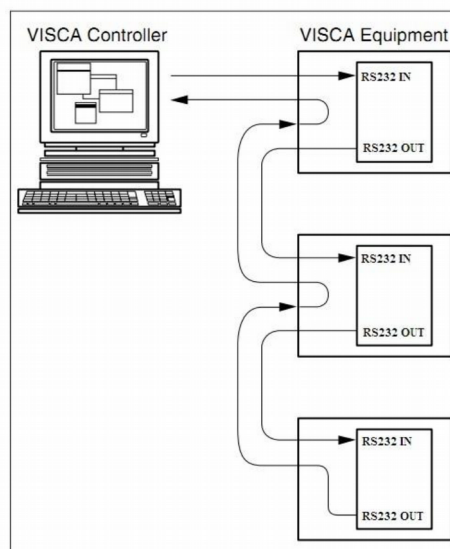 VISCA Controller
VISCA Equipment
RS232 IN
RS232 OUT
RS232 IN
RS232 OUT
RS232 IN
RS232 OUT